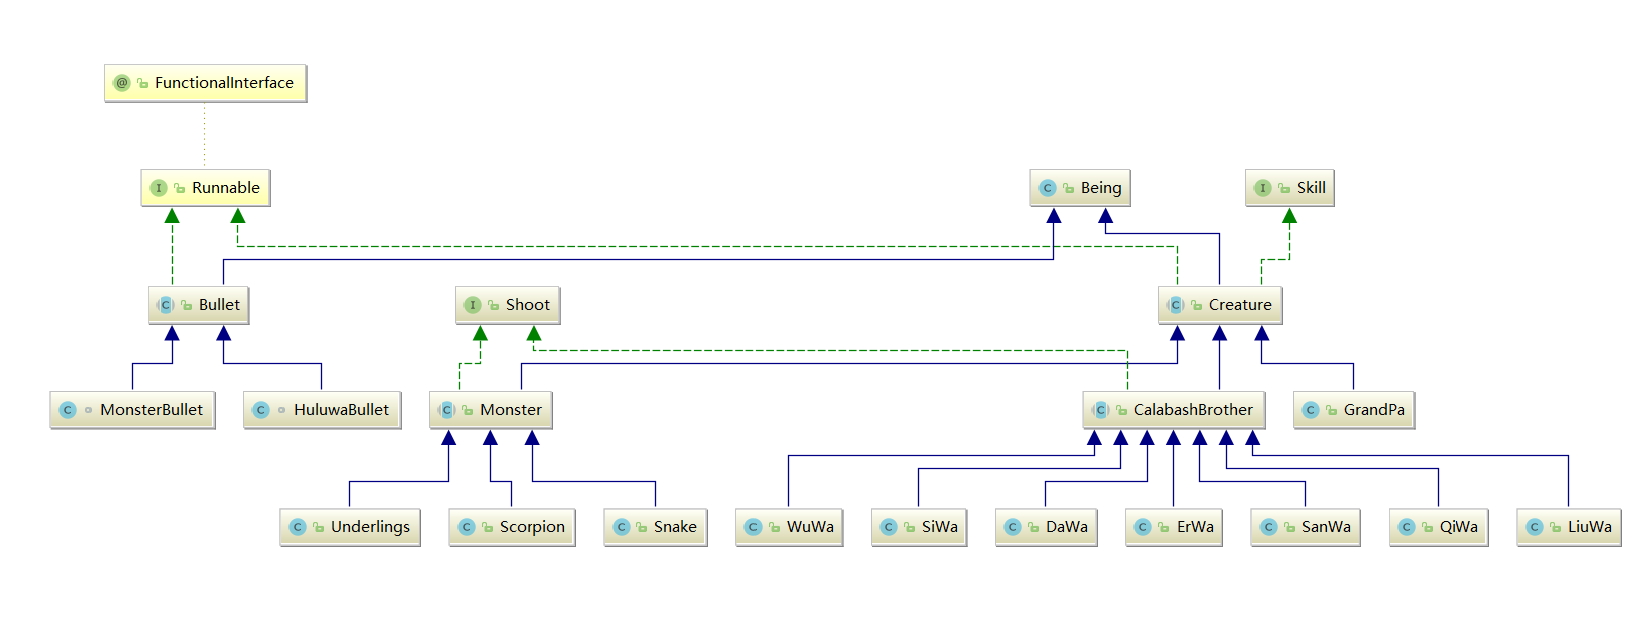 @ FunctionalInterface
I Runnable
C Being
I Skill
C Bullet
I Shoot
C Creature
C MonsterBullet
C HuluwaBullet
C Monster
C CalabashBrother
C GrandPa
C Underlings
C Scorpion
C Snake
C WuWa
C SiWa
C DaWa
C ErWa
C SanWa
C QiWa
C LiuWa